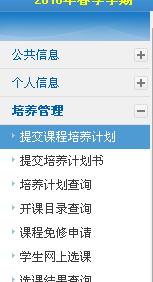 2016年春季学期
公共信息
个人信息
培养管理
提交课程培养计划
提交培养计划书
培养计划查询
开课目录查询
课程免修申请
学生网上选课
选课结果查询